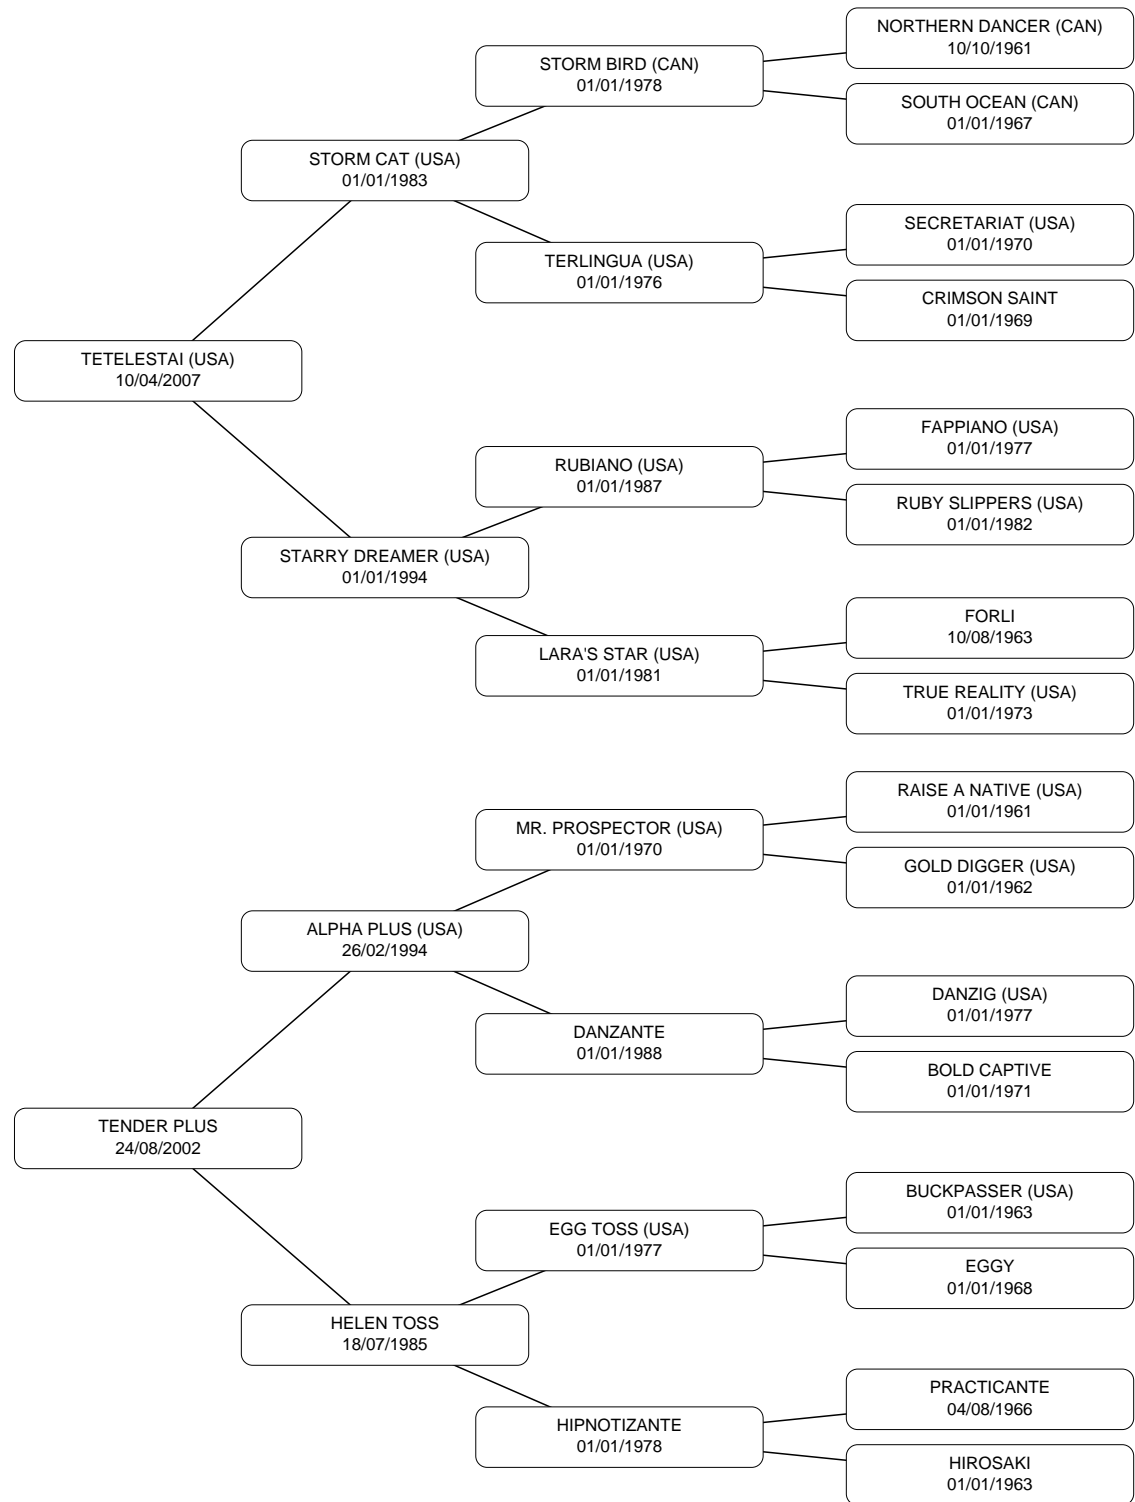 NORTHERN DANCER (CAN)
10/10/1961
STORM BIRD (CAN)
01/01/1978
SOUTH OCEAN (CAN)
01/01/1967
STORM CAT (USA)
01/01/1983
SECRETARIAT (USA)
01/01/1970
TERLINGUA (USA)
01/01/1976
CRIMSON SAINT
01/01/1969
TETELESTAI (USA)
10/04/2007
FAPPIANO (USA)
01/01/1977
RUBIANO (USA)
01/01/1987
RUBY SLIPPERS (USA)
01/01/1982
STARRY DREAMER (USA)
01/01/1994
FORLI
10/08/1963
LARA'S STAR (USA)
01/01/1981
TRUE REALITY (USA)
01/01/1973
RAISE A NATIVE (USA)
01/01/1961
MR. PROSPECTOR (USA)
01/01/1970
GOLD DIGGER (USA)
01/01/1962
ALPHA PLUS (USA)
26/02/1994
DANZIG (USA)
01/01/1977
DANZANTE
01/01/1988
BOLD CAPTIVE
01/01/1971
TENDER PLUS
24/08/2002
BUCKPASSER (USA)
01/01/1963
EGG TOSS (USA)
01/01/1977
EGGY
01/01/1968
HELEN TOSS
18/07/1985
PRACTICANTE
04/08/1966
HIPNOTIZANTE
01/01/1978
HIROSAKI
01/01/1963